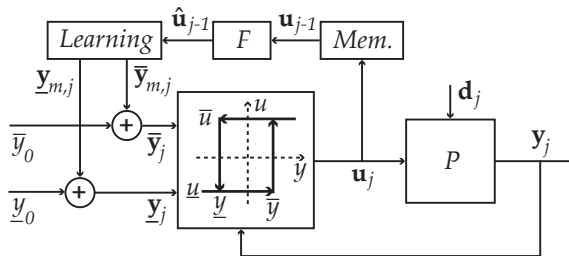 Learning
û_{j-1}
F
u_{j-1}
Mem.
y̲_{m,j}
ȳ_{m,j}
d_j
ȳ_0
+
ȳ_j
ū
u
y
u̲
y̲
ȳ
u_j
P
y_j
y̲_0
+
y̲_j